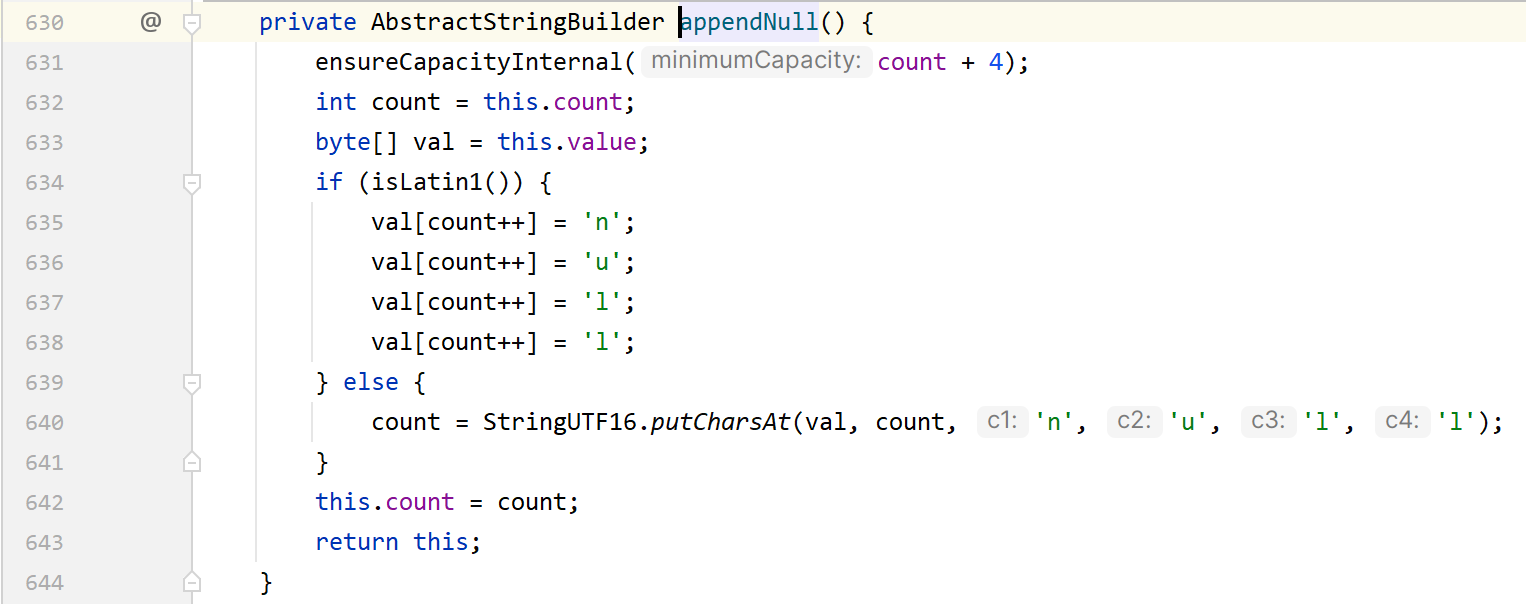 630 @ private AbstractStringBuilder appendNull() {
631 ensureCapacityInternal( minimumCapacity: count + 4);
632 int count = this.count;
633 byte[] val = this.value;
634 if (isLatin1()) {
635 val[count++] = 'n';
636 val[count++] = 'u';
637 val[count++] = 'l';
638 val[count++] = 'l';
639 } else {
640 count = StringUTF16.putCharsAt(val, count, c1: 'n', c2: 'u', c3: 'l', c4: 'l');
641 }
642 this.count = count;
643 return this;
644 }